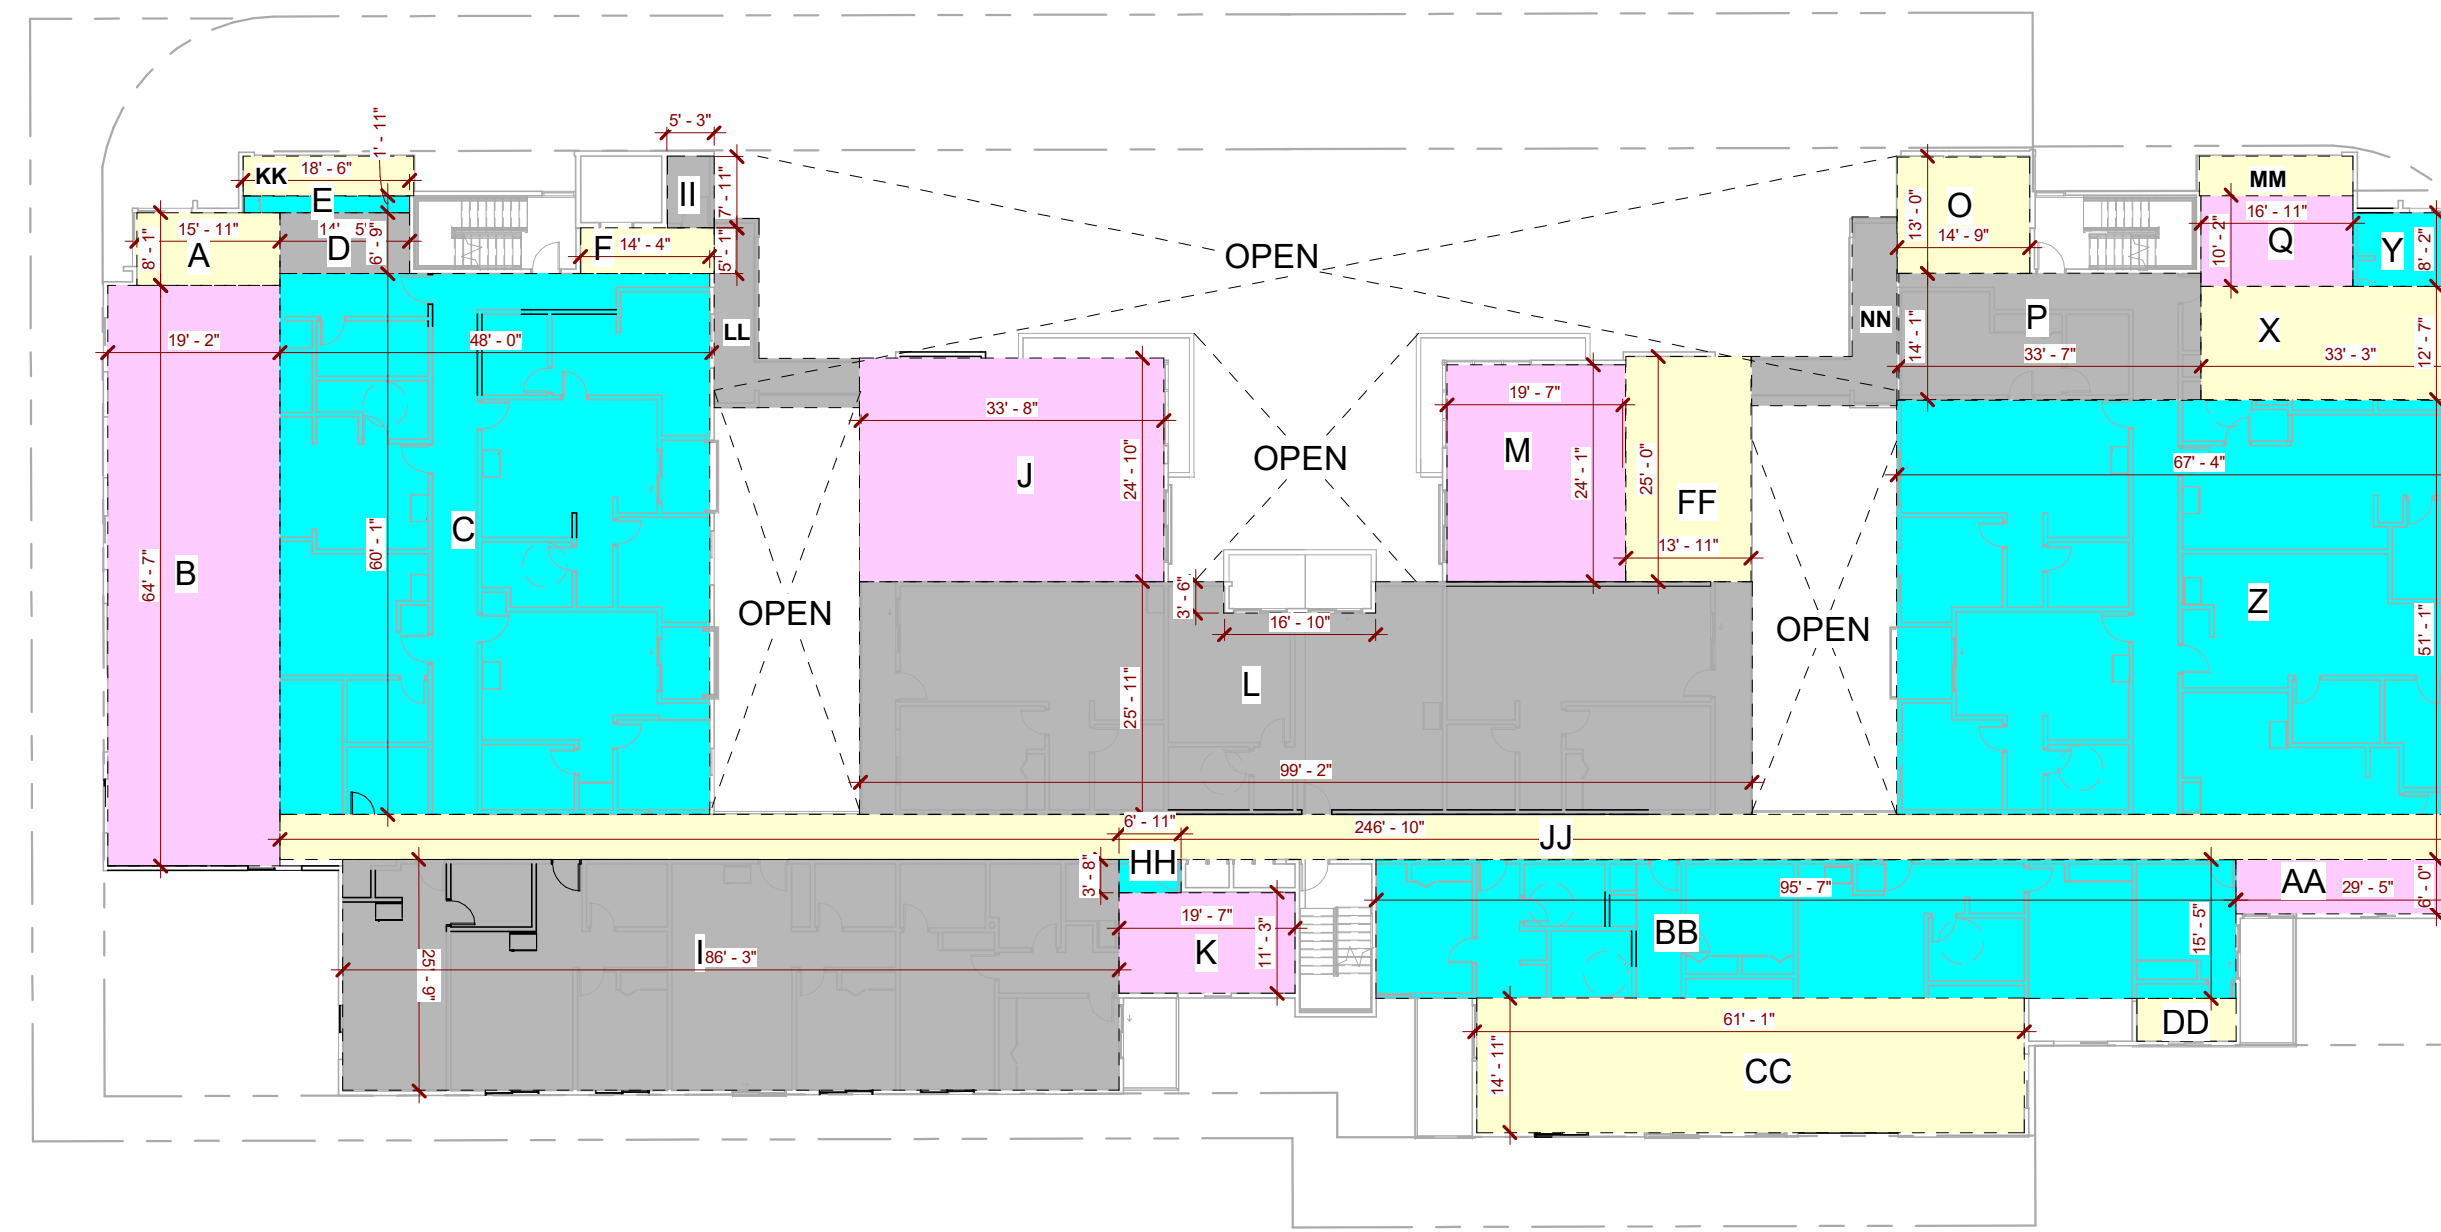 5' - 3"
1' - 11"
KK
18' - 6"
E
II
7' - 11"
15' - 11"
14' 5'
A
D
8' - 1"
6' - 9"
F
14' - 4"
5' - 1"
OPEN
O
13' - 0"
14' - 9"
MM
16' - 11"
Q
10' - 2"
Y
8' - 2"
19' - 2"
48' - 0"
LL
NN
P
14' - 1"
33' - 7"
X
33' - 3"
12' - 7"
33' - 8"
J
24' - 10"
OPEN
19' - 7"
M
24' - 1"
25' - 0"
FF
13' - 11"
67' - 4"
B
64' - 7"
60' - 1"
C
OPEN
3' - 6"
16' - 10"
OPEN
Z
51' - 1"
L
25' - 11"
99' - 2"
6' - 11"
246' - 10"
JJ
HH
3' - 8"
95' - 7"
AA
29' - 5"
6' - 0"
I
86' - 3"
25' - 9"
19' - 7"
K
11' - 3"
BB
15' - 5"
61' - 1"
14' - 11"
CC
DD